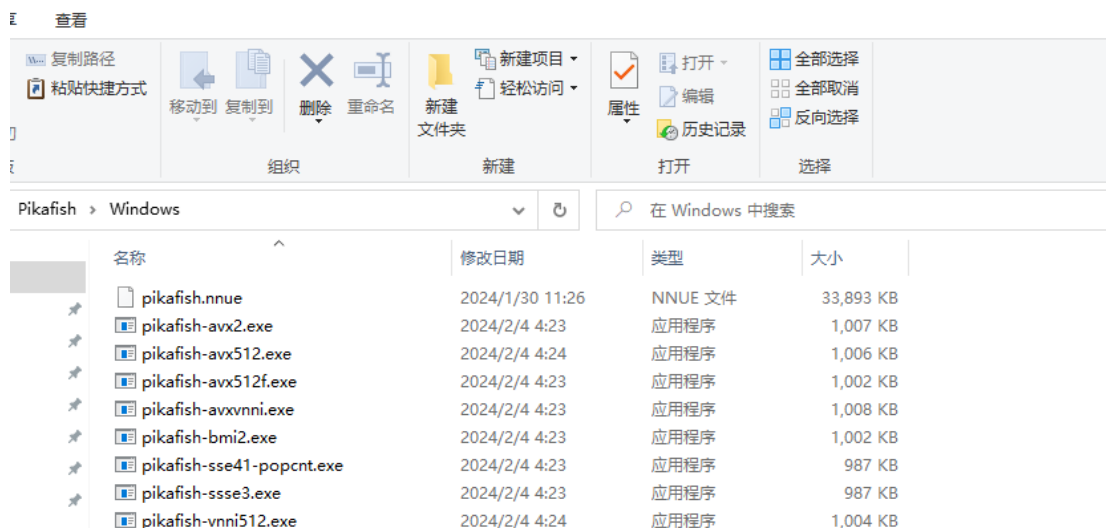 查看
复制路径
粘贴快捷方式
移动到
复制到
删除
重命名
组织
新建
文件夹
新建项目
轻松访问
新建
属性
打开
编辑
历史记录
打开
全部选择
全部取消
反向选择
选择
Pikafish > Windows
在 Windows 中搜索
名称 修改日期 类型 大小
pikafish.nnue 2024/1/30 11:26 NNUE 文件 33,893 KB
pikafish-avx2.exe 2024/2/4 4:23 应用程序 1,007 KB
pikafish-avx512.exe 2024/2/4 4:24 应用程序 1,006 KB
pikafish-avx512f.exe 2024/2/4 4:23 应用程序 1,002 KB
pikafish-avxvnni.exe 2024/2/4 4:23 应用程序 1,008 KB
pikafish-bmi2.exe 2024/2/4 4:23 应用程序 1,002 KB
pikafish-sse41-popcnt.exe 2024/2/4 4:23 应用程序 987 KB
pikafish-ssse3.exe 2024/2/4 4:23 应用程序 987 KB
pikafish-vnni512.exe 2024/2/4 4:24 应用程序 1,004 KB